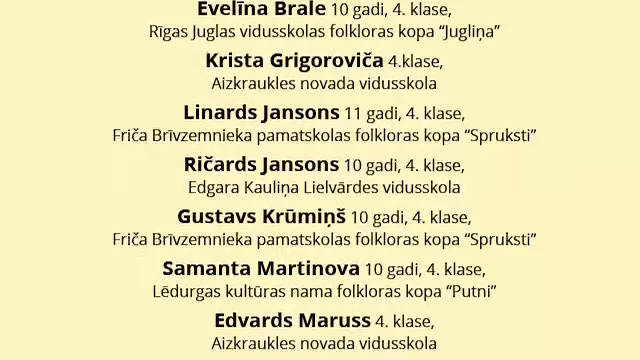 Evelīna Brale 10 gadi, 4. klase,
Rīgas Juglas vidusskolas folkloras kopa “Jugliņa”
Krista Grigoroviča 4.klase,
Aizkraukles novada vidusskola
Linards Jansons 11 gadi, 4. klase,
Friča Brīvzemnieka pamatskolas folkloras kopa “Spruksti”
Ričards Jansons 10 gadi, 4. klase,
Edgara Kauliņa Lielvārdes vidusskola
Gustavs Krūmiņš 10 gadi, 4. klase,
Friča Brīvzemnieka pamatskolas folkloras kopa “Spruksti”
Samanta Martinova 10 gadi, 4. klase,
Lēdurgas kultūras nama folkloras kopa “Putni”
Edvards Maruss 4. klase,
Aizkraukles novada vidusskola